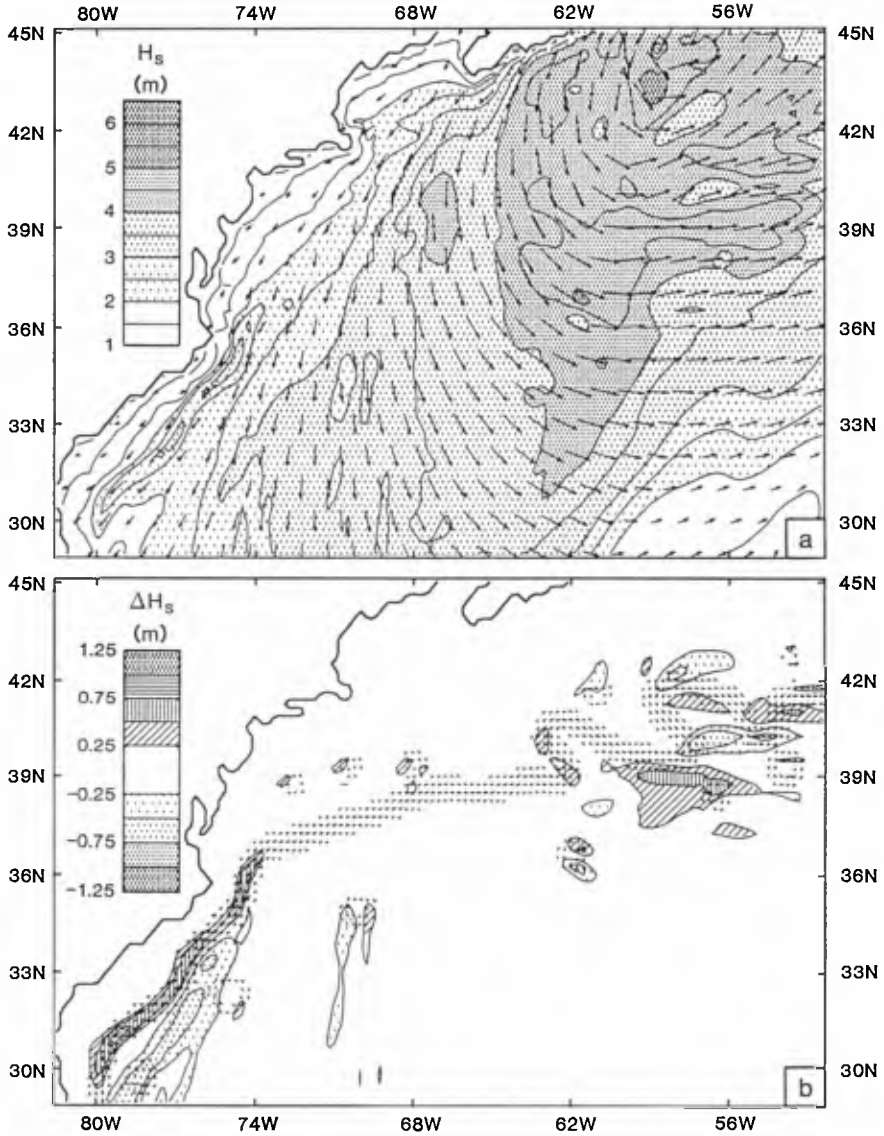 80W 74W 68W 62W 56W
45N 45N
Hs
(m)
6
42N 42N
5
4
39N 39N
3
2
36N 36N
1
33N 33N
30N 30N
a
45N 45N
ΔHs
(m)
1.25
42N 42N
0.75
0.25
39N 39N
-0.25
-0.75
36N 36N
-1.25
33N 33N
30N 30N
b
80W 74W 68W 62W 56W